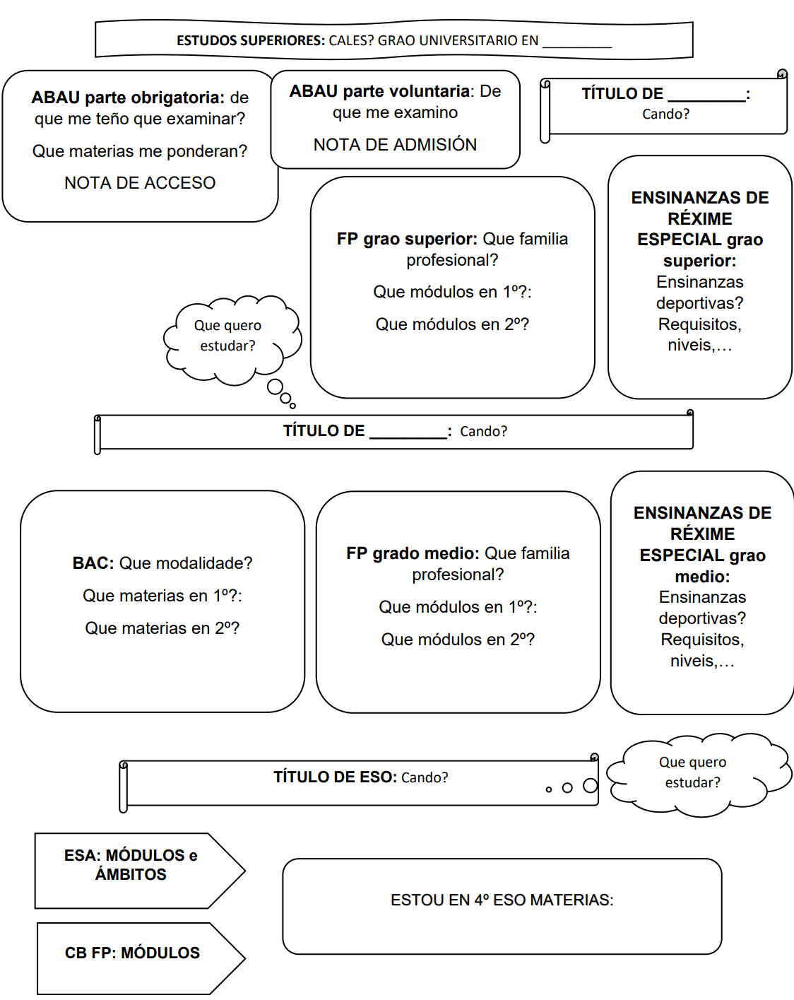 ESTUDOS SUPERIORES: CALES? GRAO UNIVERSITARIO EN _________
ABAU parte obrigatoria: de
que me teño que examinar?
Que materias me ponderan?
NOTA DE ACCESO
ABAU parte voluntaria: De
que me examino
NOTA DE ADMISIÓN
TÍTULO DE _________:
Cando?
FP grao superior: Que familia
profesional?
Que módulos en 1º?:
Que módulos en 2º?
ENSINANZAS DE
RÉXIME
ESPECIAL grao
superior:
Ensinanzas
deportivas?
Requisitos,
niveis,…
Que quero
estudar?
TÍTULO DE _________: Cando?
BAC: Que modalidade?
Que materias en 1º?:
Que materias en 2º?
FP grado medio: Que familia
profesional?
Que módulos en 1º?:
Que módulos en 2º?
ENSINANZAS DE
RÉXIME
ESPECIAL grao
medio:
Ensinanzas
deportivas?
Requisitos,
niveis,…
TÍTULO DE ESO: Cando?
Que quero
estudar?
ESA: MÓDULOS e
ÁMBITOS
ESTOU EN 4º ESO MATERIAS:
CB FP: MÓDULOS